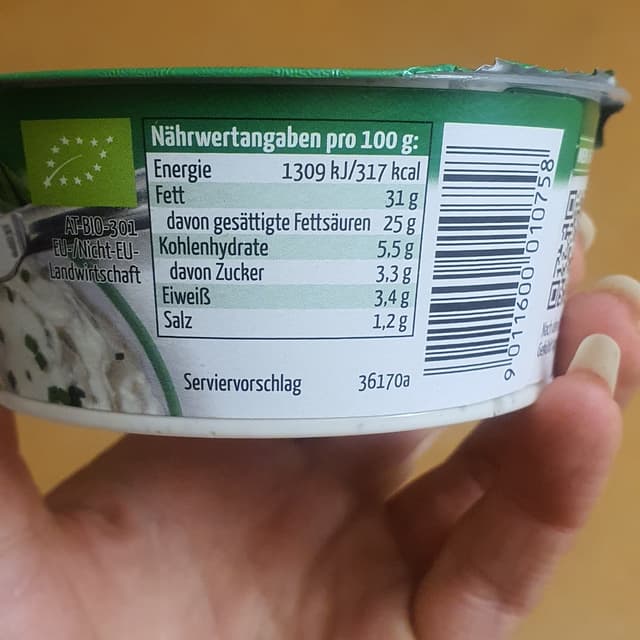 AT-BIO-301
EU-/Nicht-EU-
Landwirtschaft
Nährwertangaben pro 100 g:
Energie 1309 kJ/317 kcal
Fett 31 g
davon gesättigte Fettsäuren 25 g
Kohlenhydrate 5,5 g
davon Zucker 3,3 g
Eiweiß 3,4 g
Salz 1,2 g
Serviervorschlag 36170a
9 011600 010758